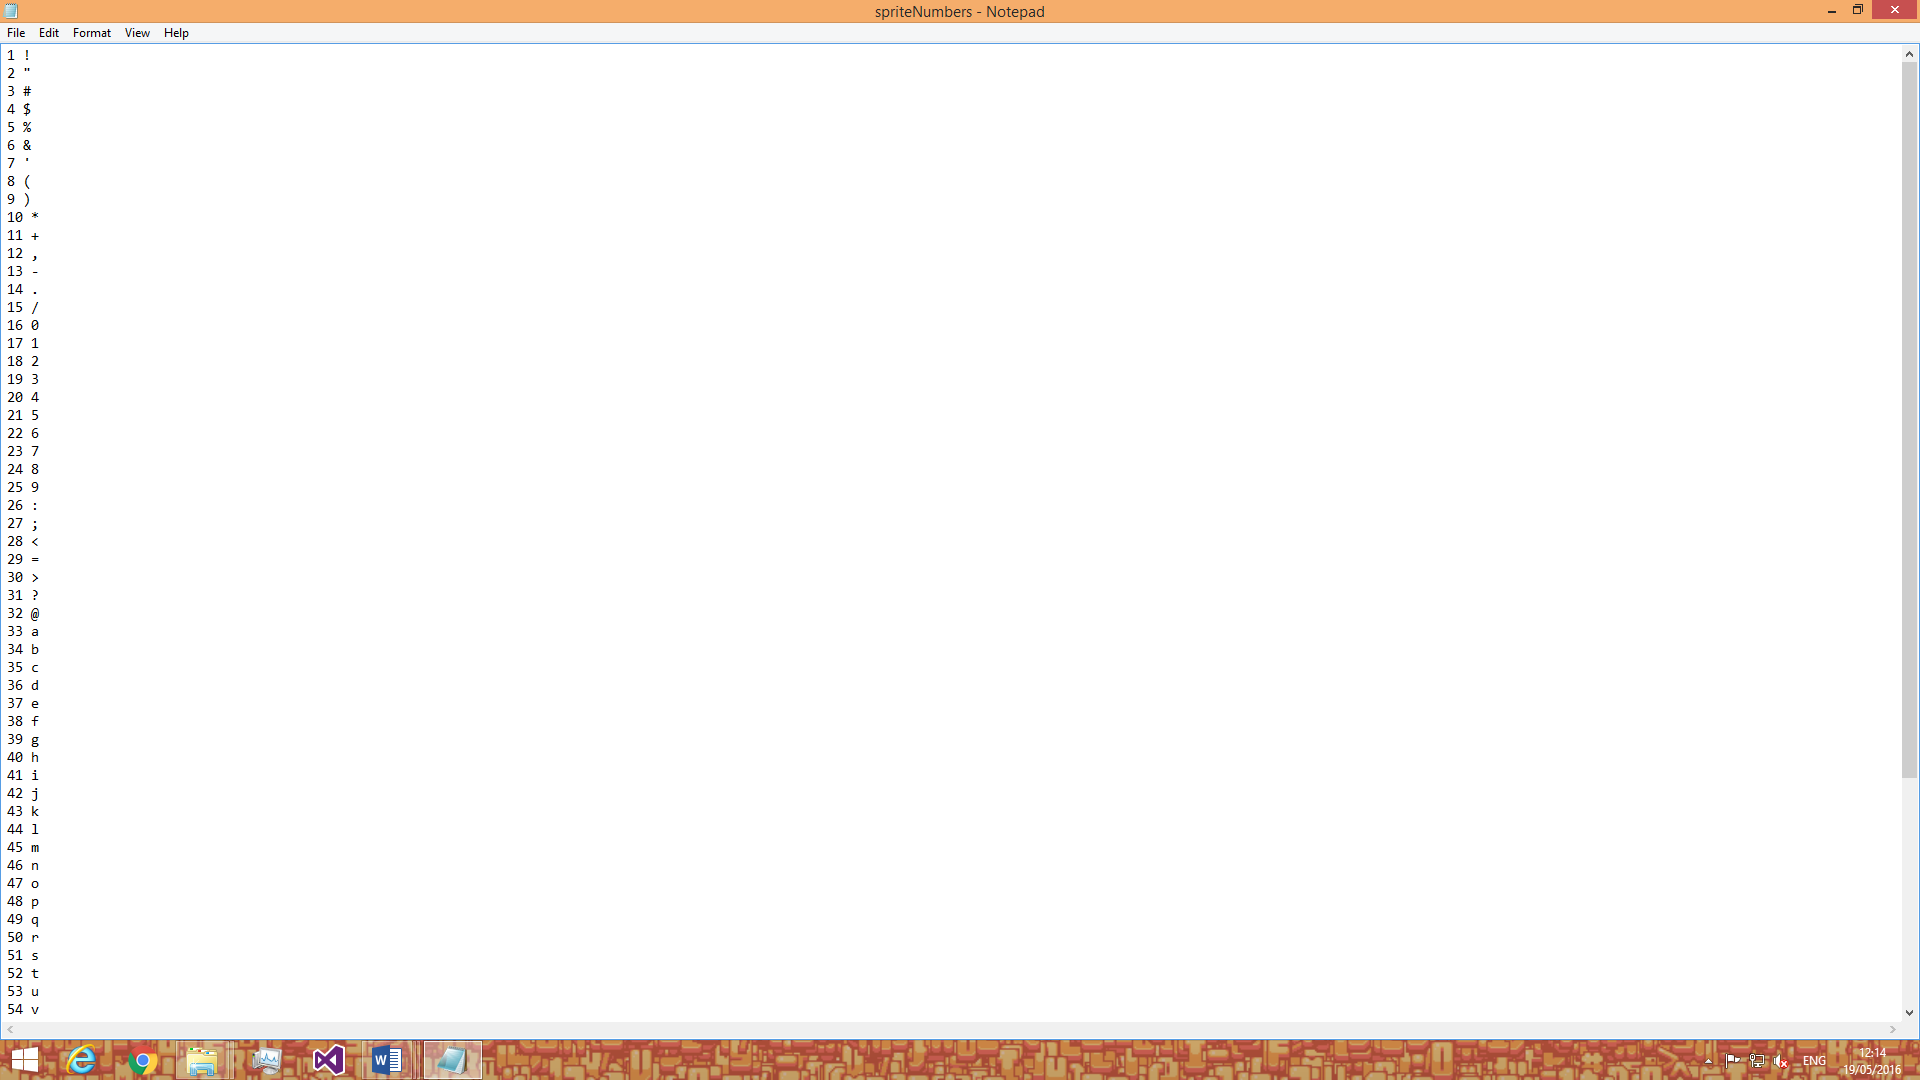 spriteNumbers - Notepad
File Edit Format View Help
1 !
2 "
3 #
4 $
5 %
6 &
7 '
8 (
9 )
10 *
11 +
12 ,
13 -
14 .
15 /
16 0
17 1
18 2
19 3
20 4
21 5
22 6
23 7
24 8
25 9
26 :
27 ;
28 <
29 =
30 >
31 ?
32 @
33 a
34 b
35 c
36 d
37 e
38 f
39 g
40 h
41 i
42 j
43 k
44 l
45 m
46 n
47 o
48 p
49 q
50 r
51 s
52 t
53 u
54 v
ENG
12:14
19/05/2016